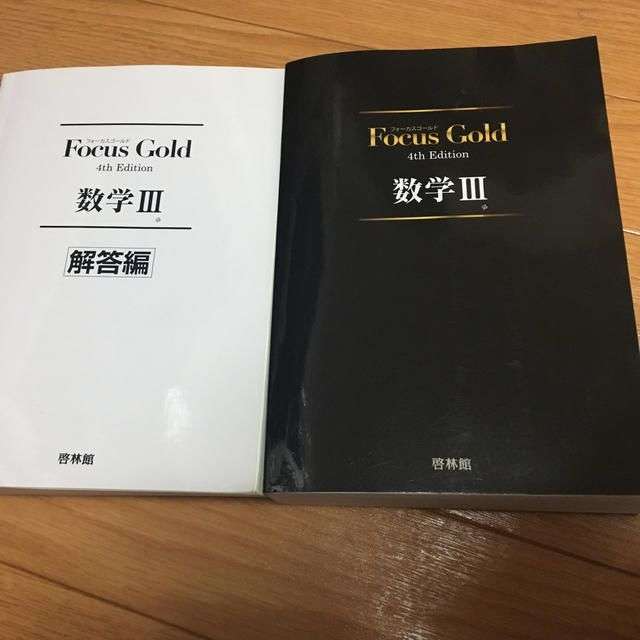 フォーカスゴールド
Focus Gold
4th Edition
数学III
解答編
啓林館
フォーカスゴールド
Focus Gold
4th Edition
数学III
啓林館